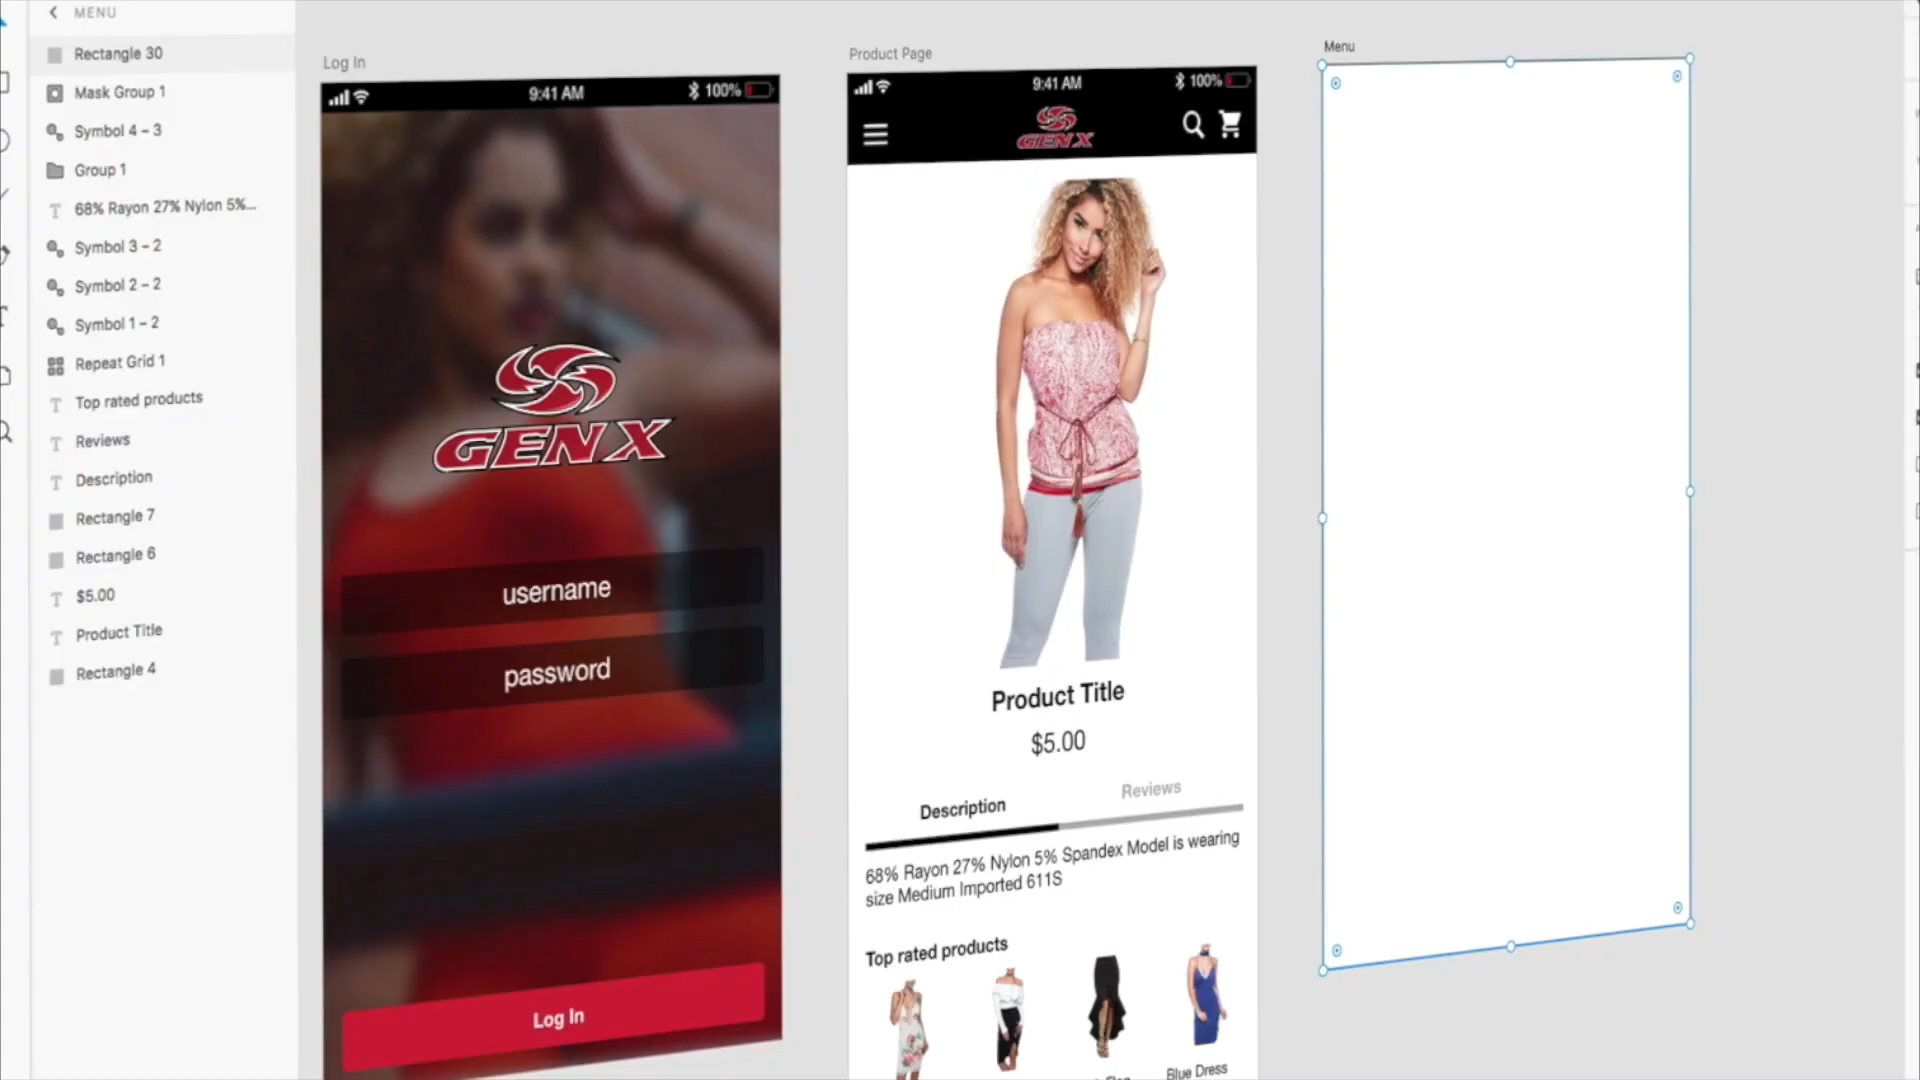 MENU
Rectangle 30
Mask Group 1
Symbol 4 – 3
Group 1
68% Rayon 27% Nylon 5%...
Symbol 3 – 2
Symbol 2 – 2
Symbol 1 – 2
Repeat Grid 1
Top rated products
Reviews
Description
Rectangle 7
Rectangle 6
$5.00
Product Title
Rectangle 4
Log In
9:41 AM
100%
GEN X
username
password
Log In
Product Page
9:41 AM
100%
GEN X
Product Title
$5.00
Description
Reviews
68% Rayon 27% Nylon 5% Spandex Model is wearing
size Medium Imported 611S
Top rated products
Blue Dress
Menu